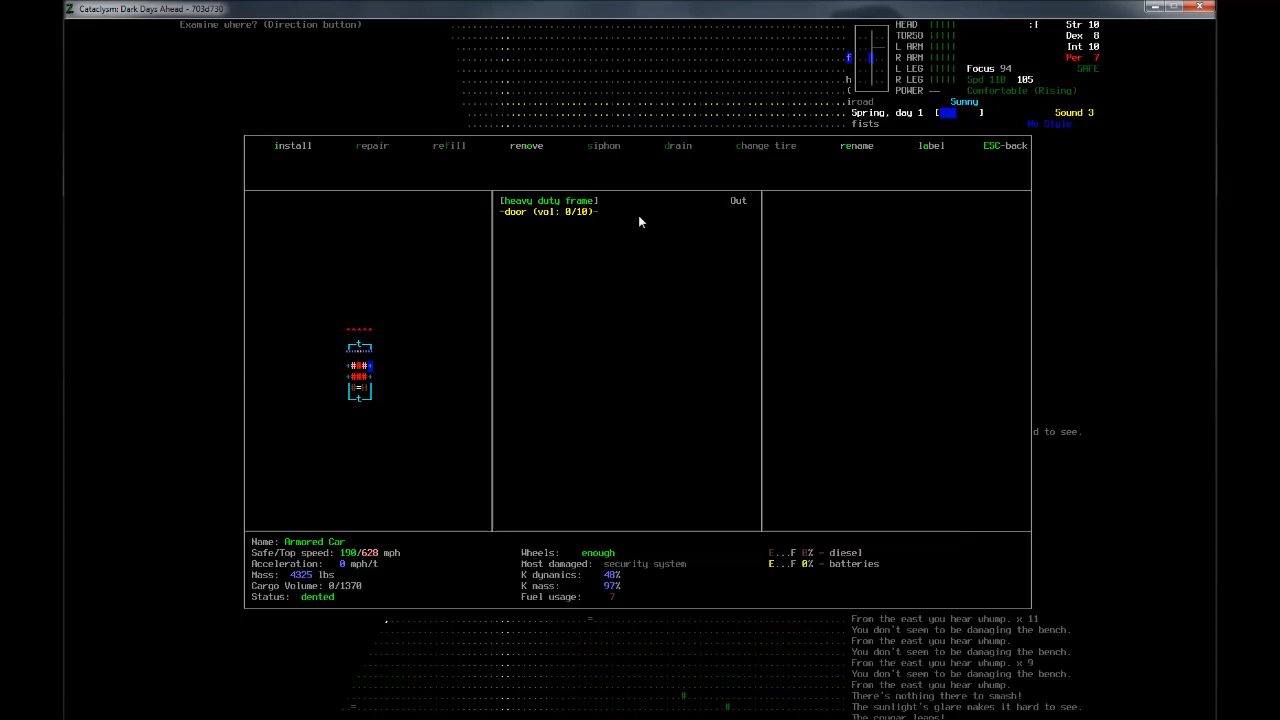 Cataclysm: Dark Days Ahead - 703d730
Examine where? (Direction button)
HEAD ||||| :[ Str 10
TORSO ||||| Dex 8
L ARM ||||| Int 10
f R ARM ||||| Per 7
L LEG ||||| Focus 94 SAFE
h R LEG ||||| Spd 110 105
( POWER -- Comfortable (Rising)
iroad Sunny
Spring, day 1 [ ] Sound 3
fists No Style
install repair refill remove siphon drain change tire rename label ESC-back
[heavy duty frame] Out
-door (vol: 0/10)-
^^^^^
t
+###+
+###+
#=#
t
d to see.
Name: Armored Car
Safe/Top speed: 190/628 mph Wheels: enough E...F 0% - diesel
Acceleration: 0 mph/t Most damaged: security system E...F 0% - batteries
Mass: 4325 lbs K dynamics: 48%
Cargo Volume: 0/1370 K mass: 97%
Status: dented Fuel usage: 7
From the east you hear whump. x 11
You don't seem to be damaging the bench.
From the east you hear whump.
You don't seem to be damaging the bench.
From the east you hear whump. x 9
You don't seem to be damaging the bench.
From the east you hear whump.
There's nothing there to smash!
The sunlight's glare makes it hard to see.
The cougar leaps!